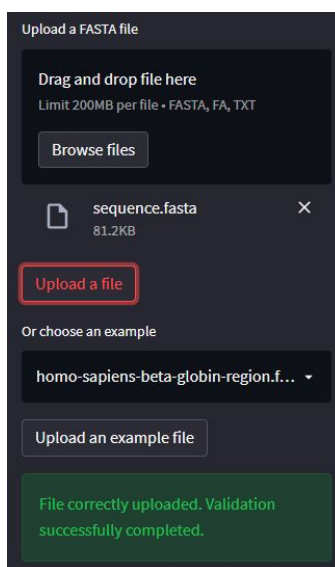 Upload a FASTA file
Drag and drop file here
Limit 200MB per file • FASTA, FA, TXT
Browse files
sequence.fasta
81.2KB
Upload a file
Or choose an example
homo-sapiens-beta-globin-region.f...
Upload an example file
File correctly uploaded. Validation
successfully completed.